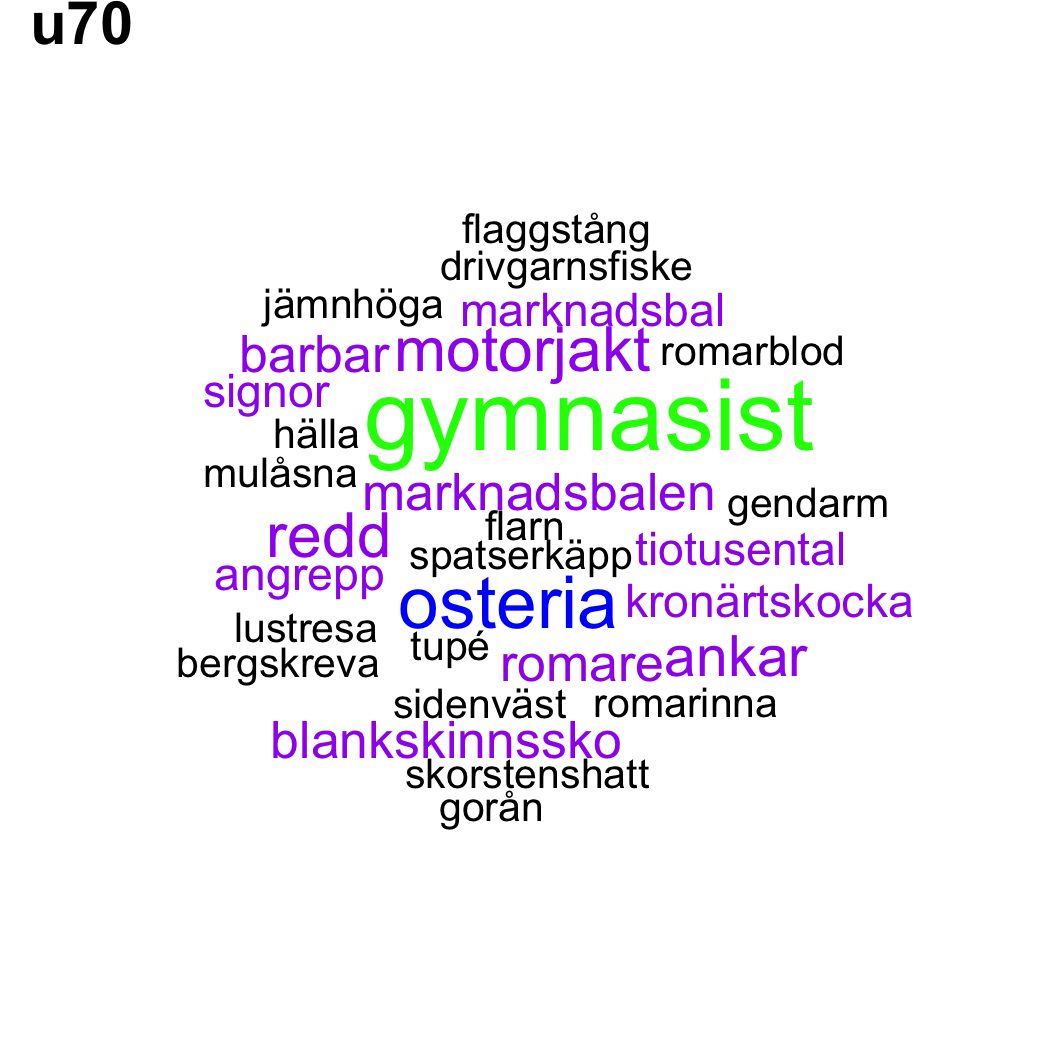 u70
flaggstång
drivgarnsfiske
jämnhöga marknadsbal
barbar motorjakt romarblod
signor
gymnasist
hälla
mulåsna
marknadsbalen gendarm
flarn
redd spatserkäpp tiotusental
angrepp
osteria kronärtskocka
lustresa
tupé
bergskreva romare ankar
sidenväst romarinna
blankskinnssko
skorstenshatt
gorån